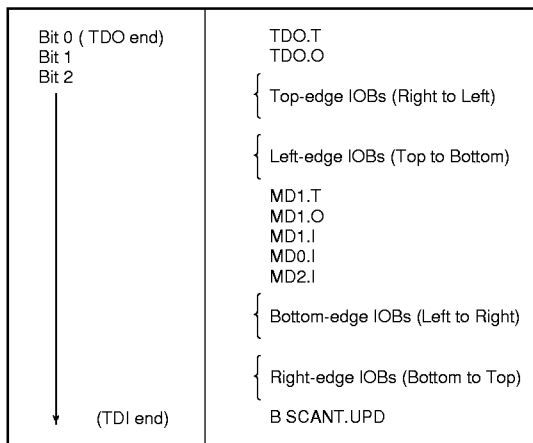 Bit 0 ( TDO end) TDO.T
Bit 1 TDO.O
Bit 2
Top-edge IOBs (Right to Left)
Left-edge IOBs (Top to Bottom)
MD1.T
MD1.O
MD1.I
MD0.I
MD2.I
Bottom-edge IOBs (Left to Right)
Right-edge IOBs (Bottom to Top)
(TDI end) B SCANT.UPD